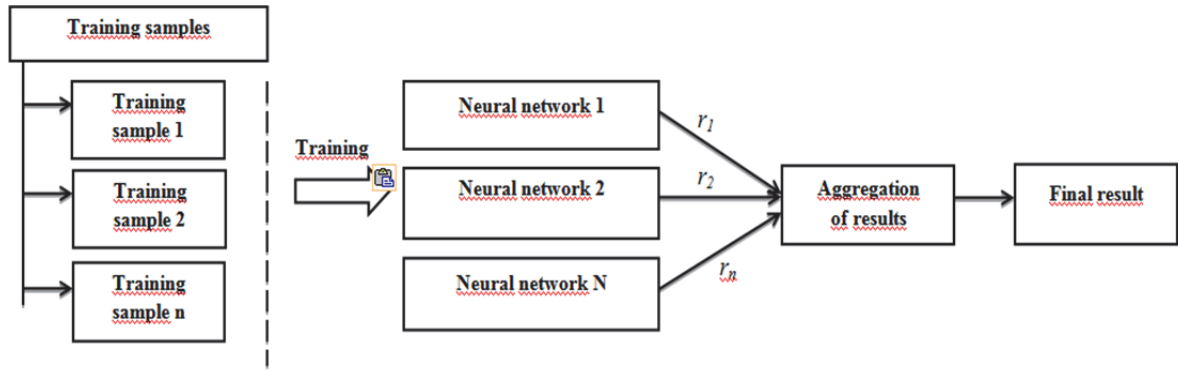 Training samples
Training
sample 1
Training
sample 2
Training
sample n
Training
Neural network 1
Neural network 2
Neural network N
r1
r2
rn
Aggregation
of results
Final result